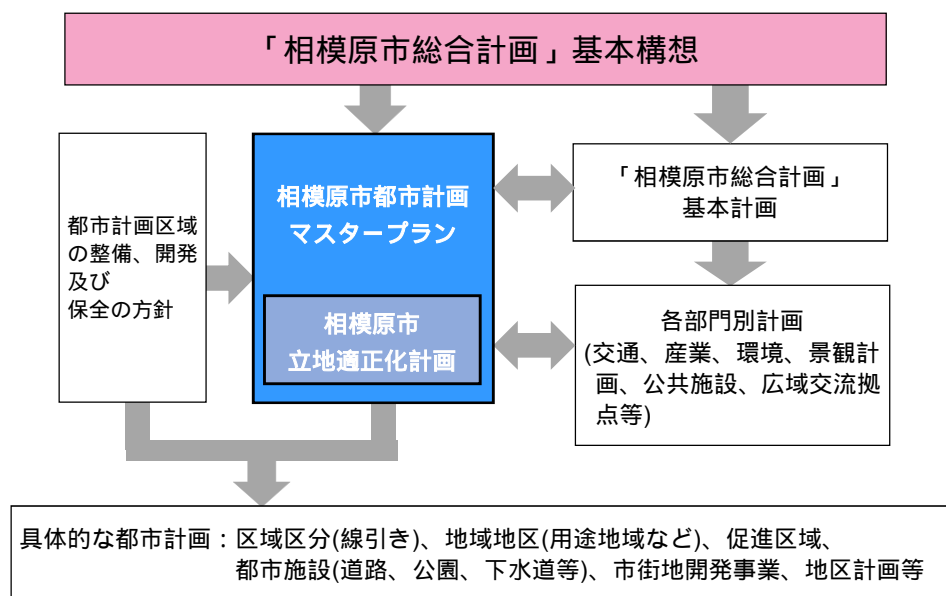 「相模原市総合計画」基本構想
都市計画区域
の整備、開発
及び
保全の方針
相模原市都市計画
マスタープラン
相模原市
立地適正化計画
「相模原市総合計画」
基本計画
各部門別計画
(交通、産業、環境、景観計
画、公共施設、広域交流拠
点等)
具体的な都市計画：区域区分(線引き)、地域地区(用途地域など)、促進区域、
都市施設(道路、公園、下水道等)、市街地開発事業、地区計画等